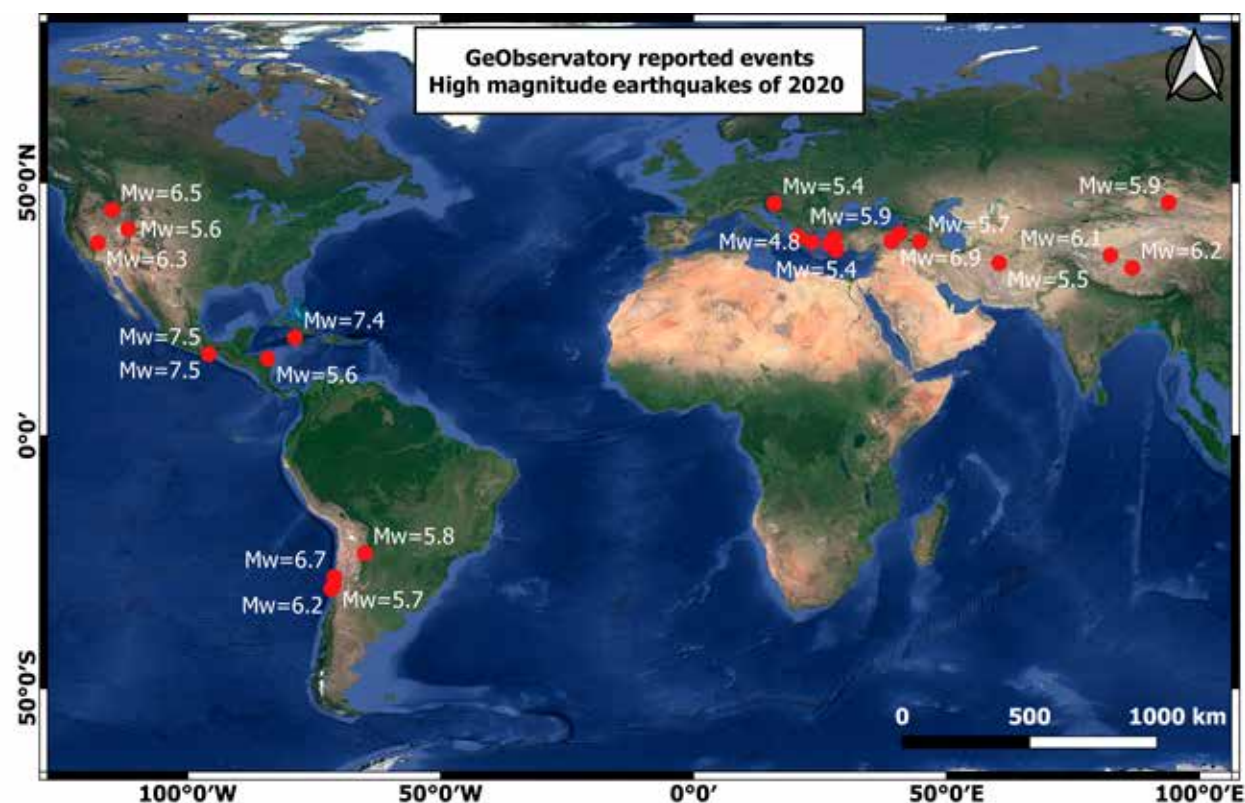 GeObservatory reported events
High magnitude earthquakes of 2020
50°0'N
0°0'
50°0'S
Mw=6.5
Mw=5.6
Mw=6.3
Mw=7.5
Mw=7.5
Mw=7.4
Mw=5.6
Mw=5.8
Mw=6.7
Mw=5.7
Mw=6.2
Mw=5.4
Mw=5.9
Mw=4.8
Mw=5.4
Mw=5.7
Mw=6.9
Mw=5.5
Mw=5.9
Mw=6.1
Mw=6.2
0 500 1000 km
100°0'W 50°0'W 0°0' 50°0'E 100°0'E